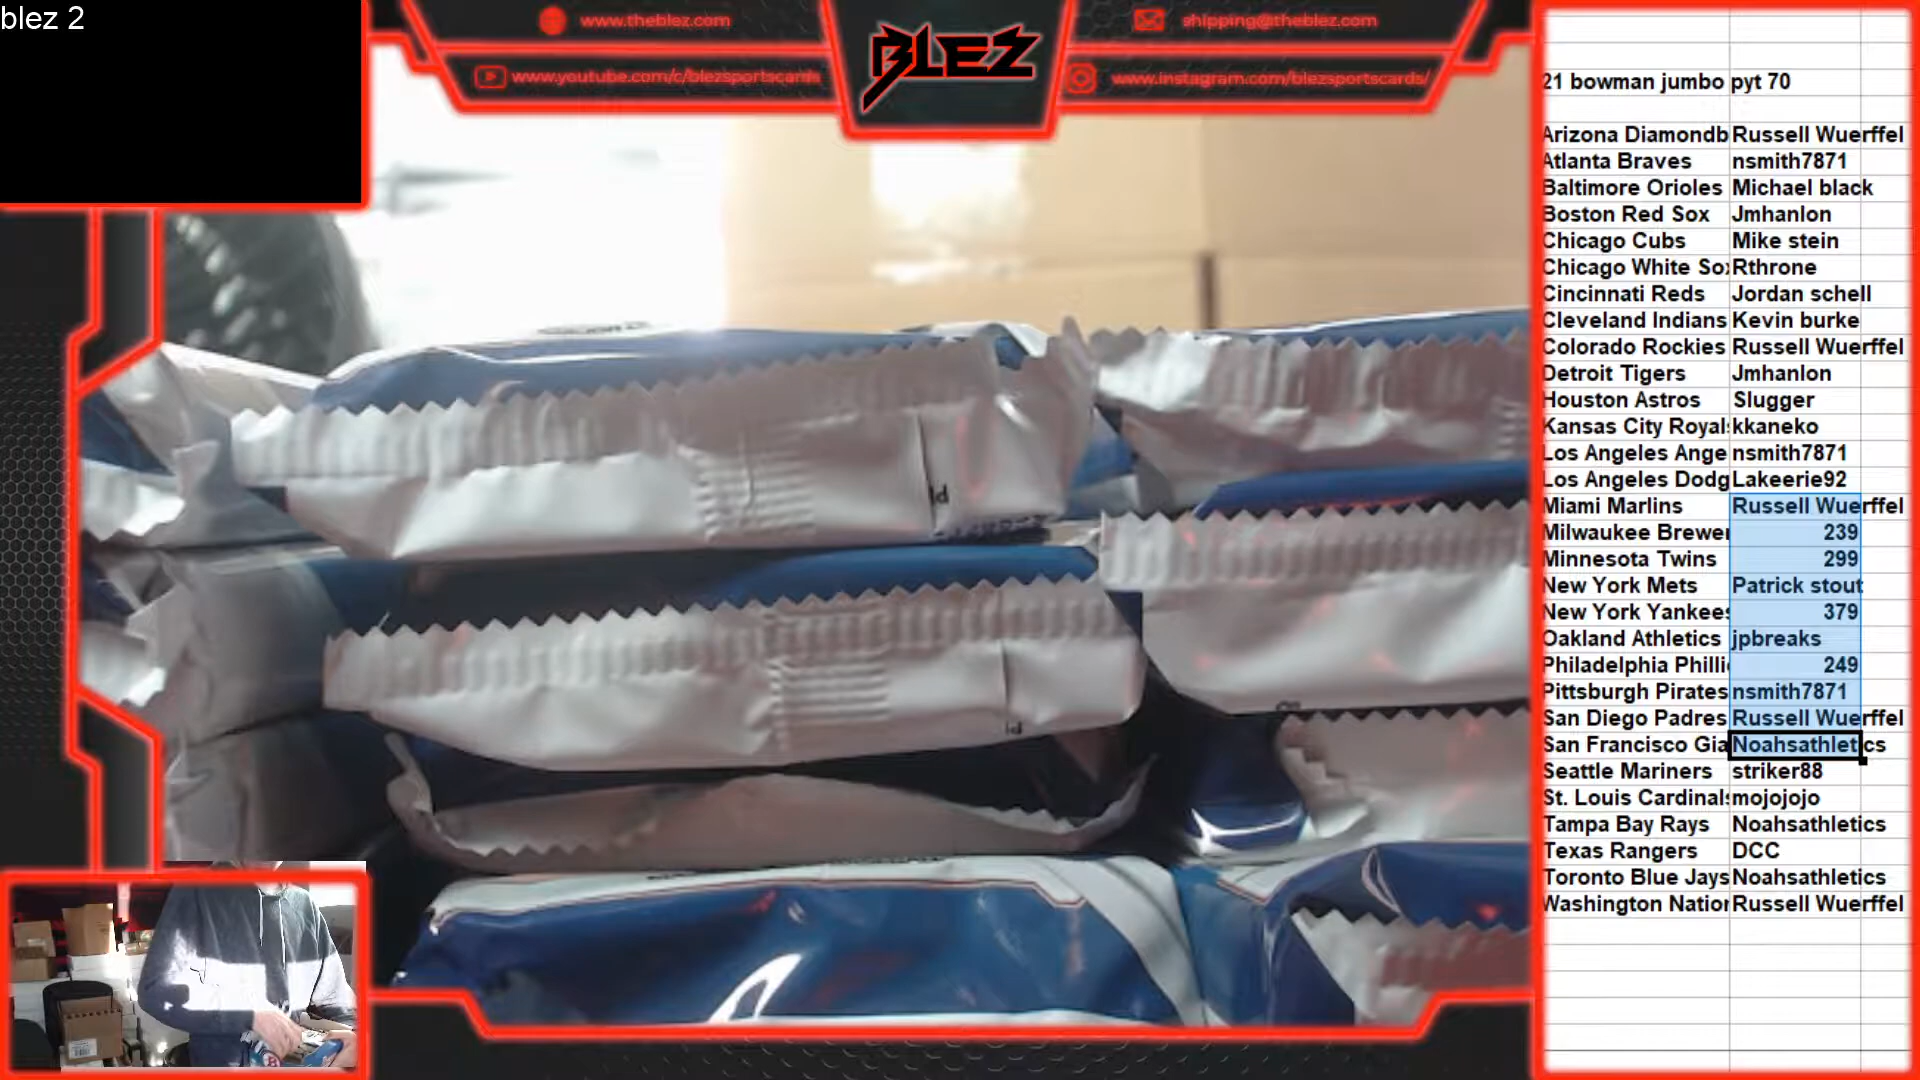 blez 2
www.theblez.com
shipping@theblez.com
BLEZ
www.youtube.com/c/blezsportscards
www.instagram.com/blezsportscards/
21 bowman jumbo pyt 70
Arizona Diamondb Russell Wuerffel
Atlanta Braves nsmith7871
Baltimore Orioles Michael black
Boston Red Sox Jmhanlon
Chicago Cubs Mike stein
Chicago White Sox Rthrone
Cincinnati Reds Jordan schell
Cleveland Indians Kevin burke
Colorado Rockies Russell Wuerffel
Detroit Tigers Jmhanlon
Houston Astros Slugger
Kansas City Royals kkaneko
Los Angeles Ange nsmith7871
Los Angeles Dodg Lakeerie92
Miami Marlins Russell Wuerffel
Milwaukee Brewer 239
Minnesota Twins 299
New York Mets Patrick stout
New York Yankees 379
Oakland Athletics jpbreaks
Philadelphia Philli 249
Pittsburgh Pirates nsmith7871
San Diego Padres Russell Wuerffel
San Francisco Gia Noahsathletics
Seattle Mariners striker88
St. Louis Cardinals mojojojo
Tampa Bay Rays Noahsathletics
Texas Rangers DCC
Toronto Blue Jays Noahsathletics
Washington Nation Russell Wuerffel